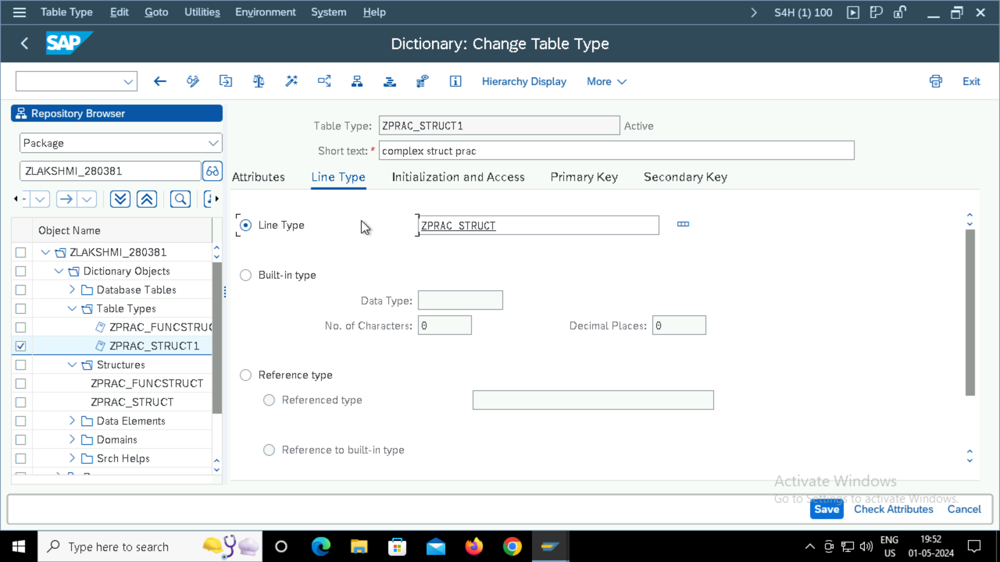 Table Type Edit Goto Utilities Environment System Help S4H (1) 100
SAP Dictionary: Change Table Type
Hierarchy Display More Exit
Repository Browser
Package
ZLAKSHMI_280381
Object Name
ZLAKSHMI_280381
Dictionary Objects
Database Tables
Table Types
ZPRAC_FUNCSTRUC
ZPRAC_STRUCT1
Structures
ZPRAC_FUNCSTRUCT
ZPRAC_STRUCT
Data Elements
Domains
Srch Helps
Table Type: ZPRAC_STRUCT1 Active
Short text: * complex struct prac
Attributes Line Type Initialization and Access Primary Key Secondary Key
Line Type ZPRAC_STRUCT
Built-in type
Data Type:
No. of Characters: 0 Decimal Places: 0
Reference type
Referenced type
Reference to built-in type
Activate Windows
Go to Settings to activate Windows.
Save Check Attributes Cancel
Type here to search
ENG
US
19:52
01-05-2024